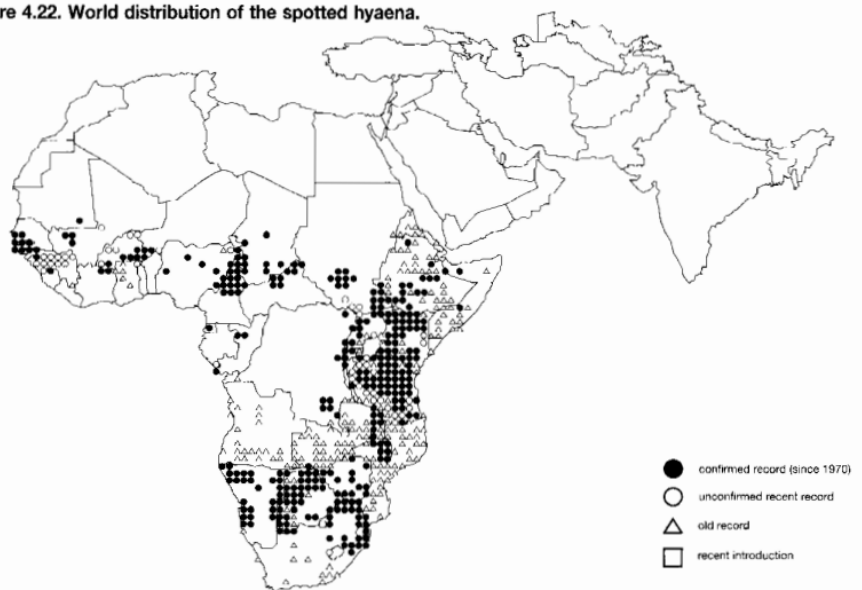 re 4.22. World distribution of the spotted hyaena.
confirmed record (since 1970)
unconfirmed recent record
old record
recent introduction